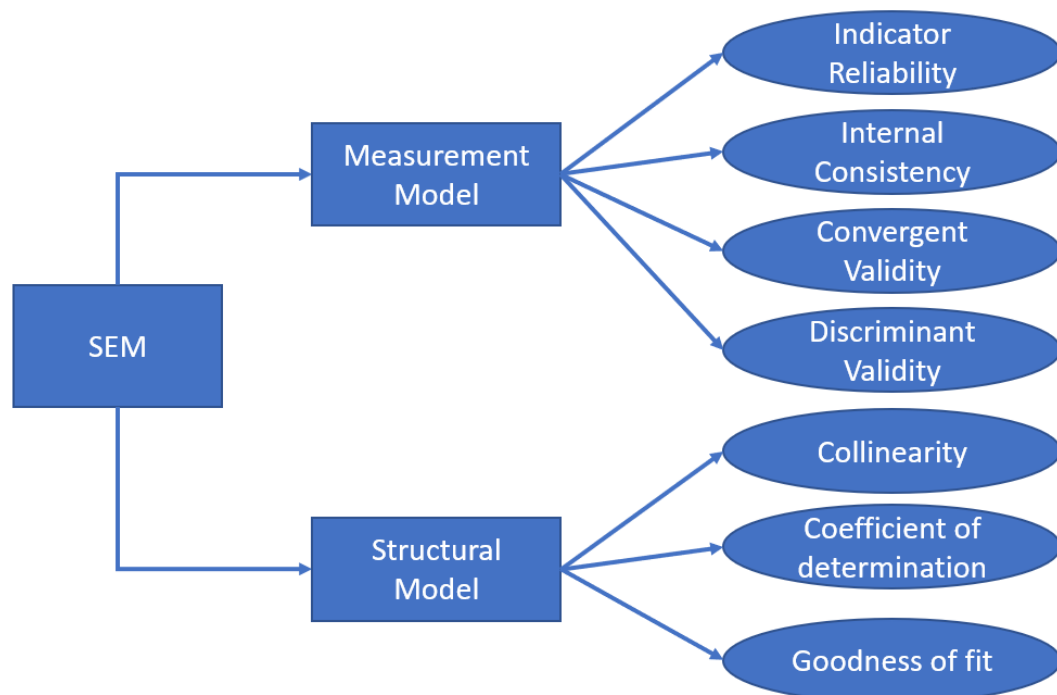 Indicator
Reliability
Internal
Consistency
Measurement
Model
Convergent
Validity
SEM
Discriminant
Validity
Collinearity
Structural
Model
Coefficient of
determination
Goodness of fit